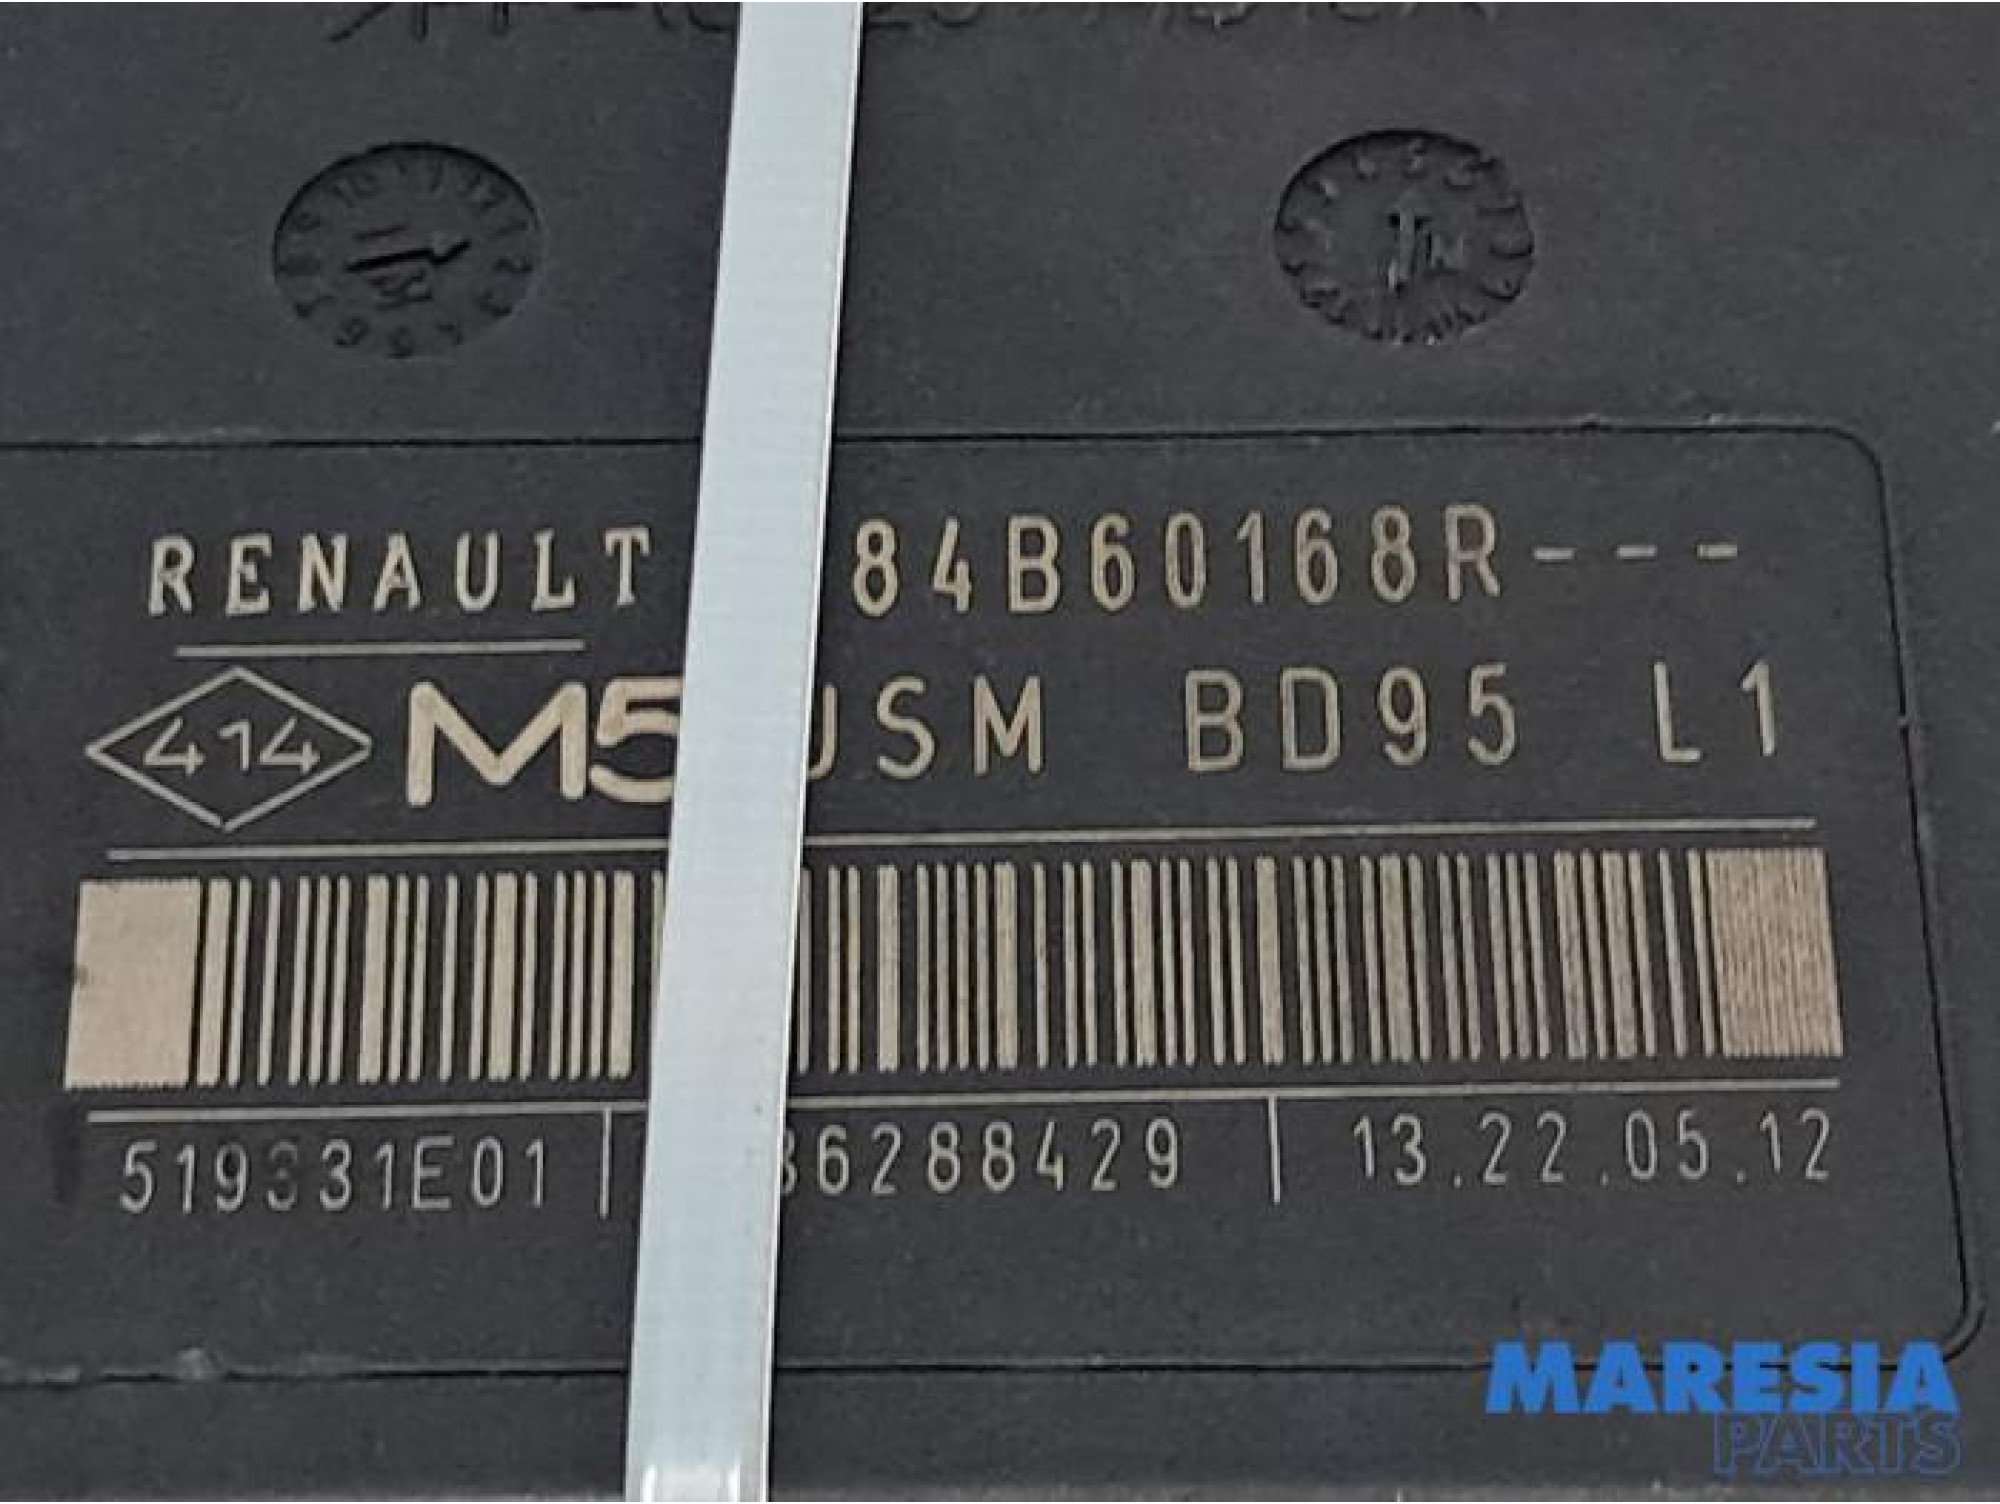 RENAULT 84B60168R---
414 M5 USM BD95 L1
519331E01 | 86288429 | 13.22.05.12
MARESIA
PARTS